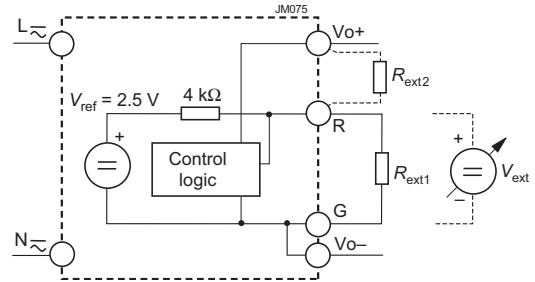 JM075
L
Vo+
Rext2
Vref = 2.5 V
4 kΩ
R
+
+
Control
logic
Rext1
Vext
–
G
N
Vo–